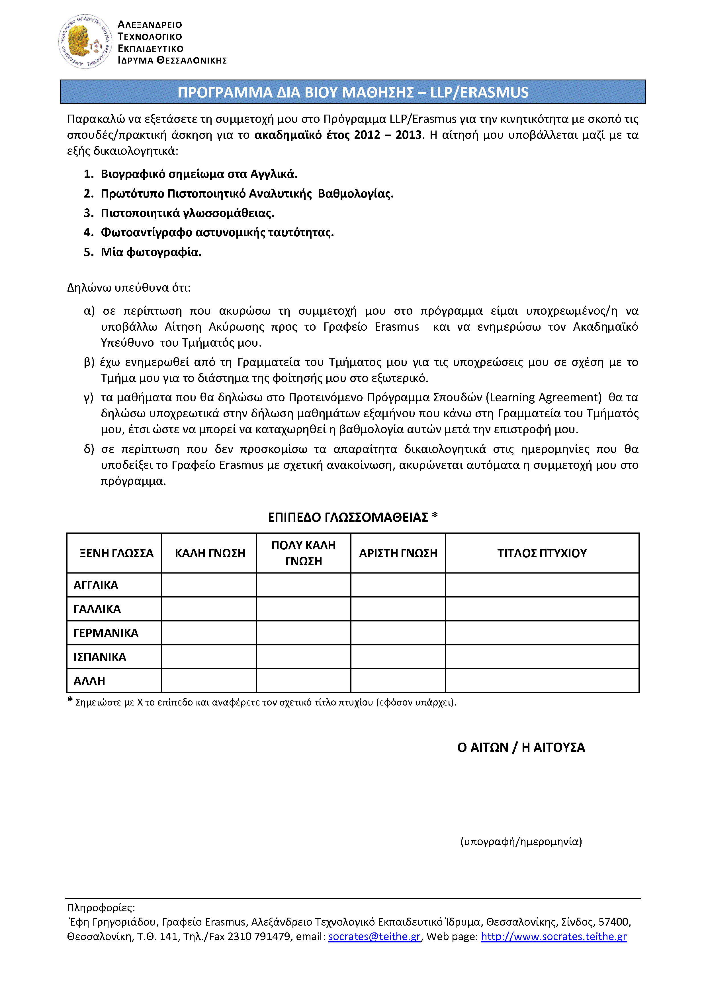 ΑΛΕΞΑΝΔΡΕΙΟ ΤΕΧΝΟΛΟΓΙΚΟ ΕΚΠΑΙΔΕΥΤΙΚΟ ΙΔΡΥΜΑ ΘΕΣΣΑΛΟΝΙΚΗΣ
Α Τ Ε Ι Θ
ΑΛΕΞΑΝΔΡΕΙΟ
ΤΕΧΝΟΛΟΓΙΚΟ
ΕΚΠΑΙΔΕΥΤΙΚΟ
ΙΔΡΥΜΑ ΘΕΣΣΑΛΟΝΙΚΗΣ
ΠΡΟΓΡΑΜΜΑ ΔΙΑ ΒΙΟΥ ΜΑΘΗΣΗΣ – LLP/ERASMUS
Παρακαλώ να εξετάσετε τη συμμετοχή μου στο Πρόγραμμα LLP/Erasmus για την κινητικότητα με σκοπό τις
σπουδές/πρακτική άσκηση για το ακαδημαϊκό έτος 2012 – 2013. Η αίτησή μου υποβάλλεται μαζί με τα
εξής δικαιολογητικά:
1. Βιογραφικό σημείωμα στα Αγγλικά.
2. Πρωτότυπο Πιστοποιητικό Αναλυτικής Βαθμολογίας.
3. Πιστοποιητικά γλωσσομάθειας.
4. Φωτοαντίγραφο αστυνομικής ταυτότητας.
5. Μία φωτογραφία.
Δηλώνω υπεύθυνα ότι:
α) σε περίπτωση που ακυρώσω τη συμμετοχή μου στο πρόγραμμα είμαι υποχρεωμένος/η να
υποβάλλω Αίτηση Ακύρωσης προς το Γραφείο Erasmus και να ενημερώσω τον Ακαδημαϊκό
Υπεύθυνο του Τμήματός μου.
β) έχω ενημερωθεί από τη Γραμματεία του Τμήματος μου για τις υποχρεώσεις μου σε σχέση με το
Τμήμα μου για το διάστημα της φοίτησής μου στο εξωτερικό.
γ) τα μαθήματα που θα δηλώσω στο Προτεινόμενο Πρόγραμμα Σπουδών (Learning Agreement) θα τα
δηλώσω υποχρεωτικά στην δήλωση μαθημάτων εξαμήνου που κάνω στη Γραμματεία του Τμήματός
μου, έτσι ώστε να μπορεί να καταχωρηθεί η βαθμολογία αυτών μετά την επιστροφή μου.
δ) σε περίπτωση που δεν προσκομίσω τα απαραίτητα δικαιολογητικά στις ημερομηνίες που θα
υποδείξει το Γραφείο Erasmus με σχετική ανακοίνωση, ακυρώνεται αυτόματα η συμμετοχή μου στο
πρόγραμμα.
ΕΠΙΠΕΔΟ ΓΛΩΣΣΟΜΑΘΕΙΑΣ *
ΞΕΝΗ ΓΛΩΣΣΑ ΚΑΛΗ ΓΝΩΣΗ ΠΟΛΥ ΚΑΛΗ ΓΝΩΣΗ ΑΡΙΣΤΗ ΓΝΩΣΗ ΤΙΤΛΟΣ ΠΤΥΧΙΟΥ
ΑΓΓΛΙΚΑ
ΓΑΛΛΙΚΑ
ΓΕΡΜΑΝΙΚΑ
ΙΣΠΑΝΙΚΑ
ΑΛΛΗ
* Σημειώστε με Χ το επίπεδο και αναφέρετε τον σχετικό τίτλο πτυχίου (εφόσον υπάρχει).
Ο ΑΙΤΩΝ / Η ΑΙΤΟΥΣΑ
(υπογραφή/ημερομηνία)
Πληροφορίες:
Έφη Γρηγοριάδου, Γραφείο Erasmus, Αλεξάνδρειο Τεχνολογικό Εκπαιδευτικό Ίδρυμα, Θεσσαλονίκης, Σίνδος, 57400,
Θεσσαλονίκη, Τ.Θ. 141, Τηλ./Fax 2310 791479, email: socrates@teithe.gr, Web page: http://www.socrates.teithe.gr